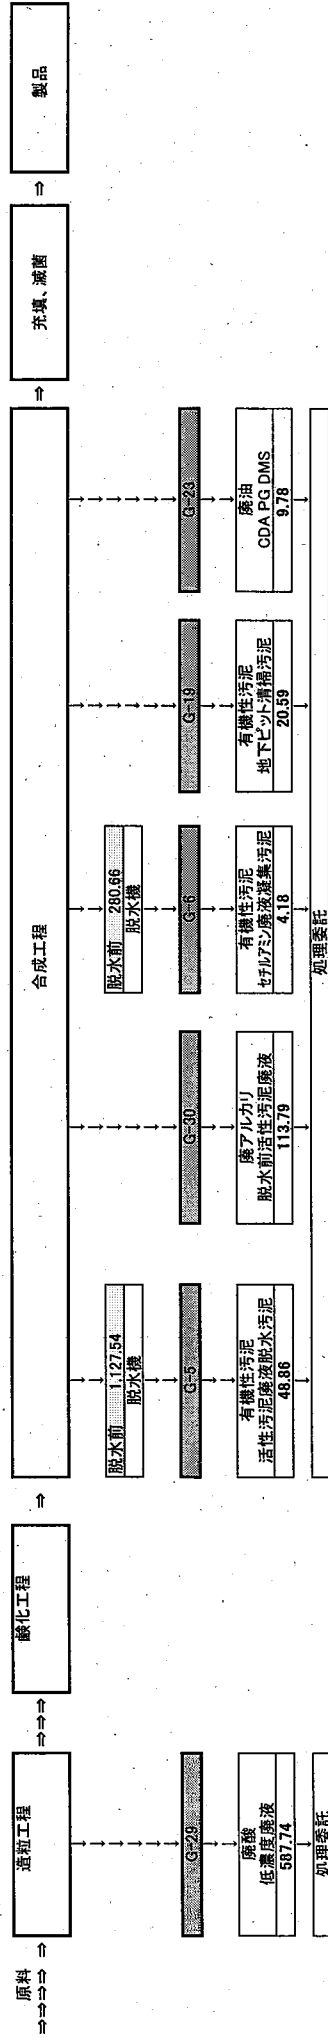 原料
⇒⇒⇒⇒⇒ ⇒
造粒工程
⇒⇒⇒
鹸化工程
⇒
合成工程
⇒
充填、滅菌
⇒
製品
脱水前 1,127.54
脱水機
脱水前 280.66
脱水機
G-29
G-5
G-30
G-6
G-19
G-23
廃酸
低濃度廃液
587.74
有機性汚泥
活性汚泥廃液脱水汚泥
48.86
廃アルカリ
脱水前活性汚泥廃液
113.79
有機性汚泥
セチルアミン廃液凝集汚泥
4.18
有機性汚泥
地下ピット清掃汚泥
20.59
廃油
CDA PG DMS
9.78
処理委託
処理委託